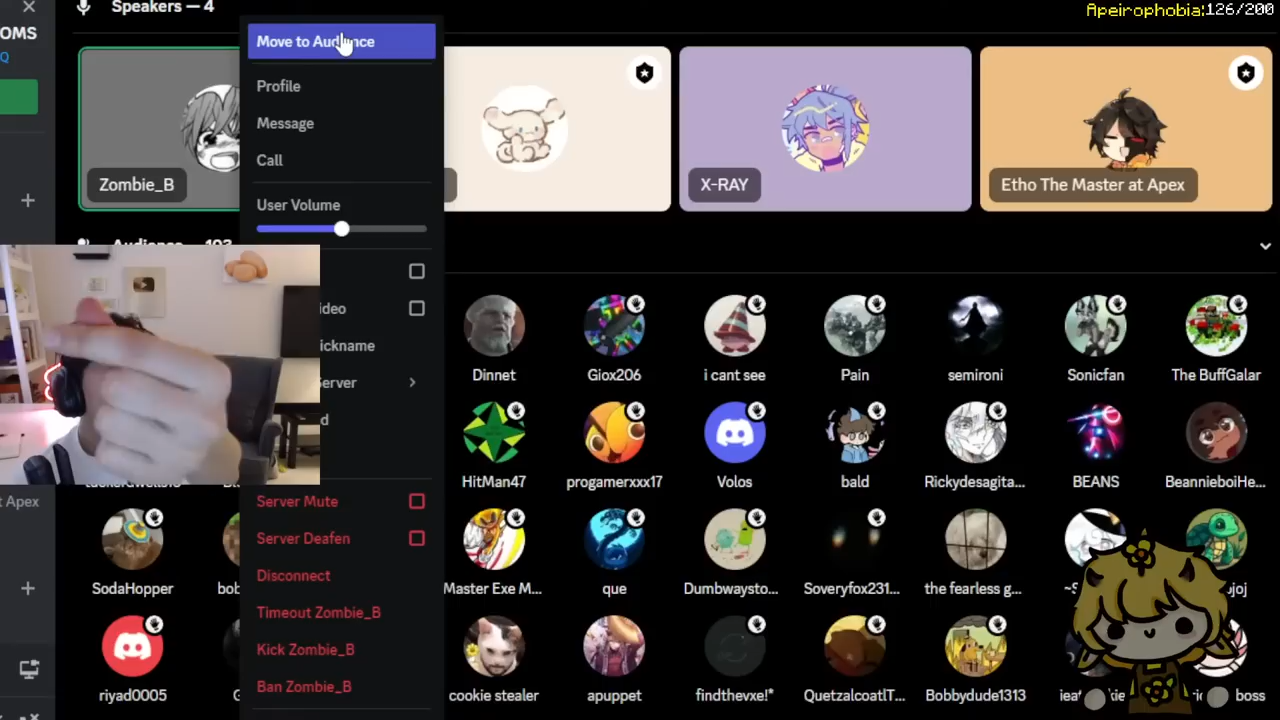 Speakers — 4
Apeirophobia:126/200
OMS
Move to Audience
Profile
Message
Call
User Volume
Zombie_B
X-RAY
Etho The Master at Apex
ideo
ickname
Server
Dinnet
Giox206
i cant see
Pain
semironi
Sonicfan
The BuffGalar
HitMan47
progamerxxx17
Volos
bald
Rickydesagita...
BEANS
BeannieboiHe...
t Apex
Server Mute
Server Deafen
Disconnect
Timeout Zombie_B
Kick Zombie_B
Ban Zombie_B
SodaHopper
bob
Master Exe M...
que
Dumbwaysto...
Soveryfox231...
the fearless g...
riyad0005
cookie stealer
apuppet
findthevxe!*
QuetzalcoatlT...
Bobbydude1313
boss